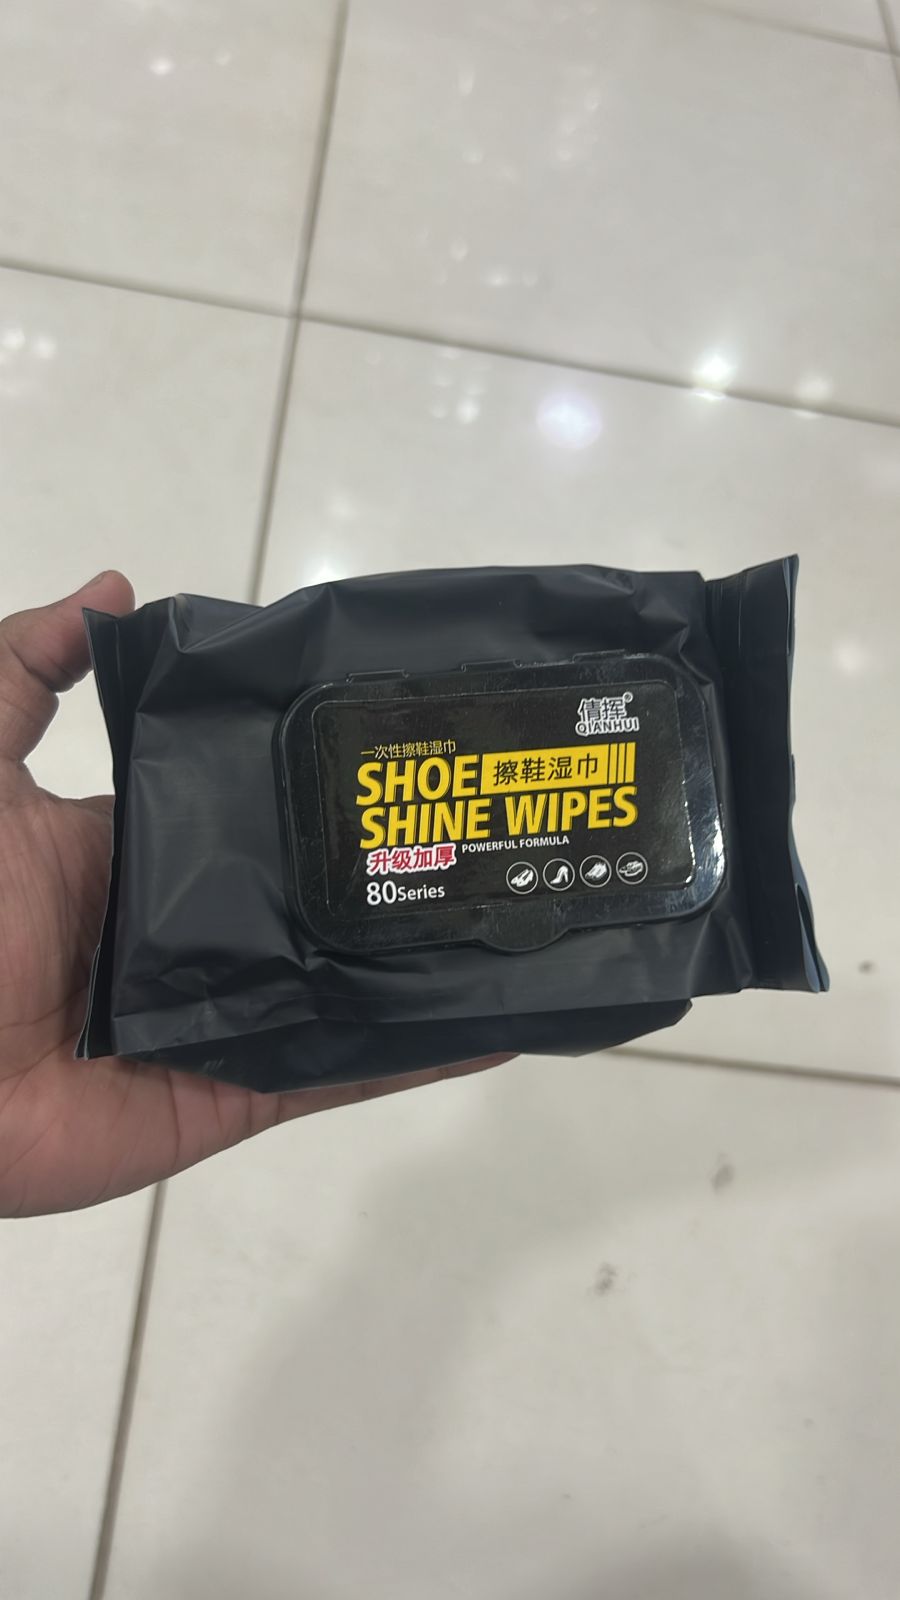 倩挥®
QIANHUI
一次性擦鞋湿巾
SHOE 擦鞋湿巾
SHINE WIPES
升级加厚 POWERFUL FORMULA
80Series